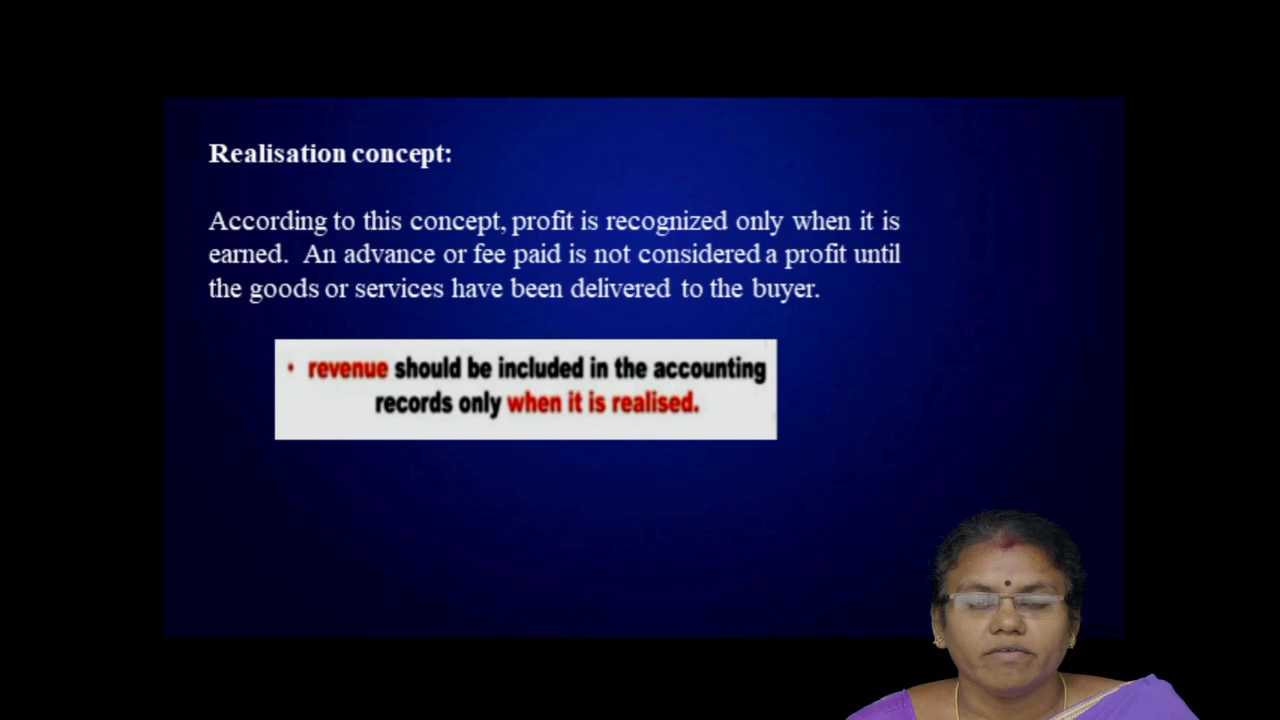 Realisation concept:
According to this concept, profit is recognized only when it is
earned. An advance or fee paid is not considered a profit until
the goods or services have been delivered to the buyer.
• revenue should be included in the accounting
records only when it is realised.